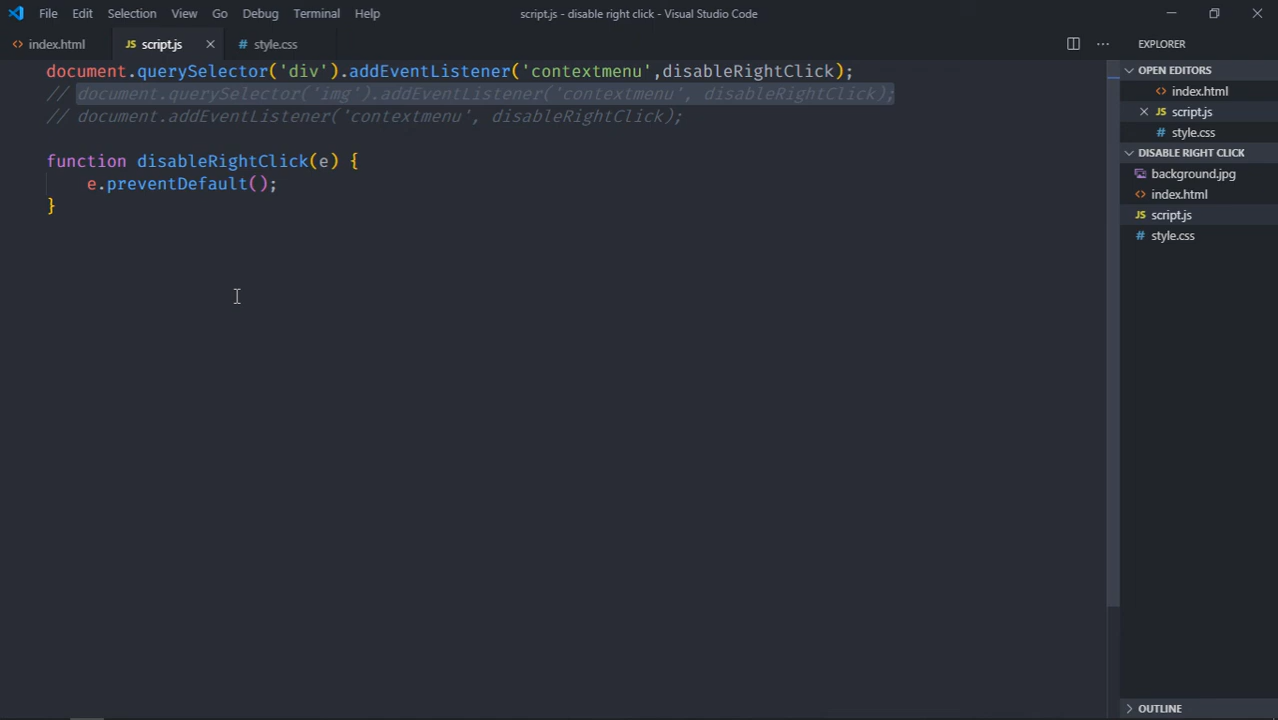 File Edit Selection View Go Debug Terminal Help
script.js - disable right click - Visual Studio Code
index.html
JS script.js
# style.css
EXPLORER
document.querySelector('div').addEventListener('contextmenu',disableRightClick);
// document.querySelector('img').addEventListener('contextmenu', disableRightClick);
// document.addEventListener('contextmenu', disableRightClick);
function disableRightClick(e) {
e.preventDefault();
}
OPEN EDITORS
index.html
JS script.js
# style.css
DISABLE RIGHT CLICK
background.jpg
index.html
JS script.js
# style.css
OUTLINE